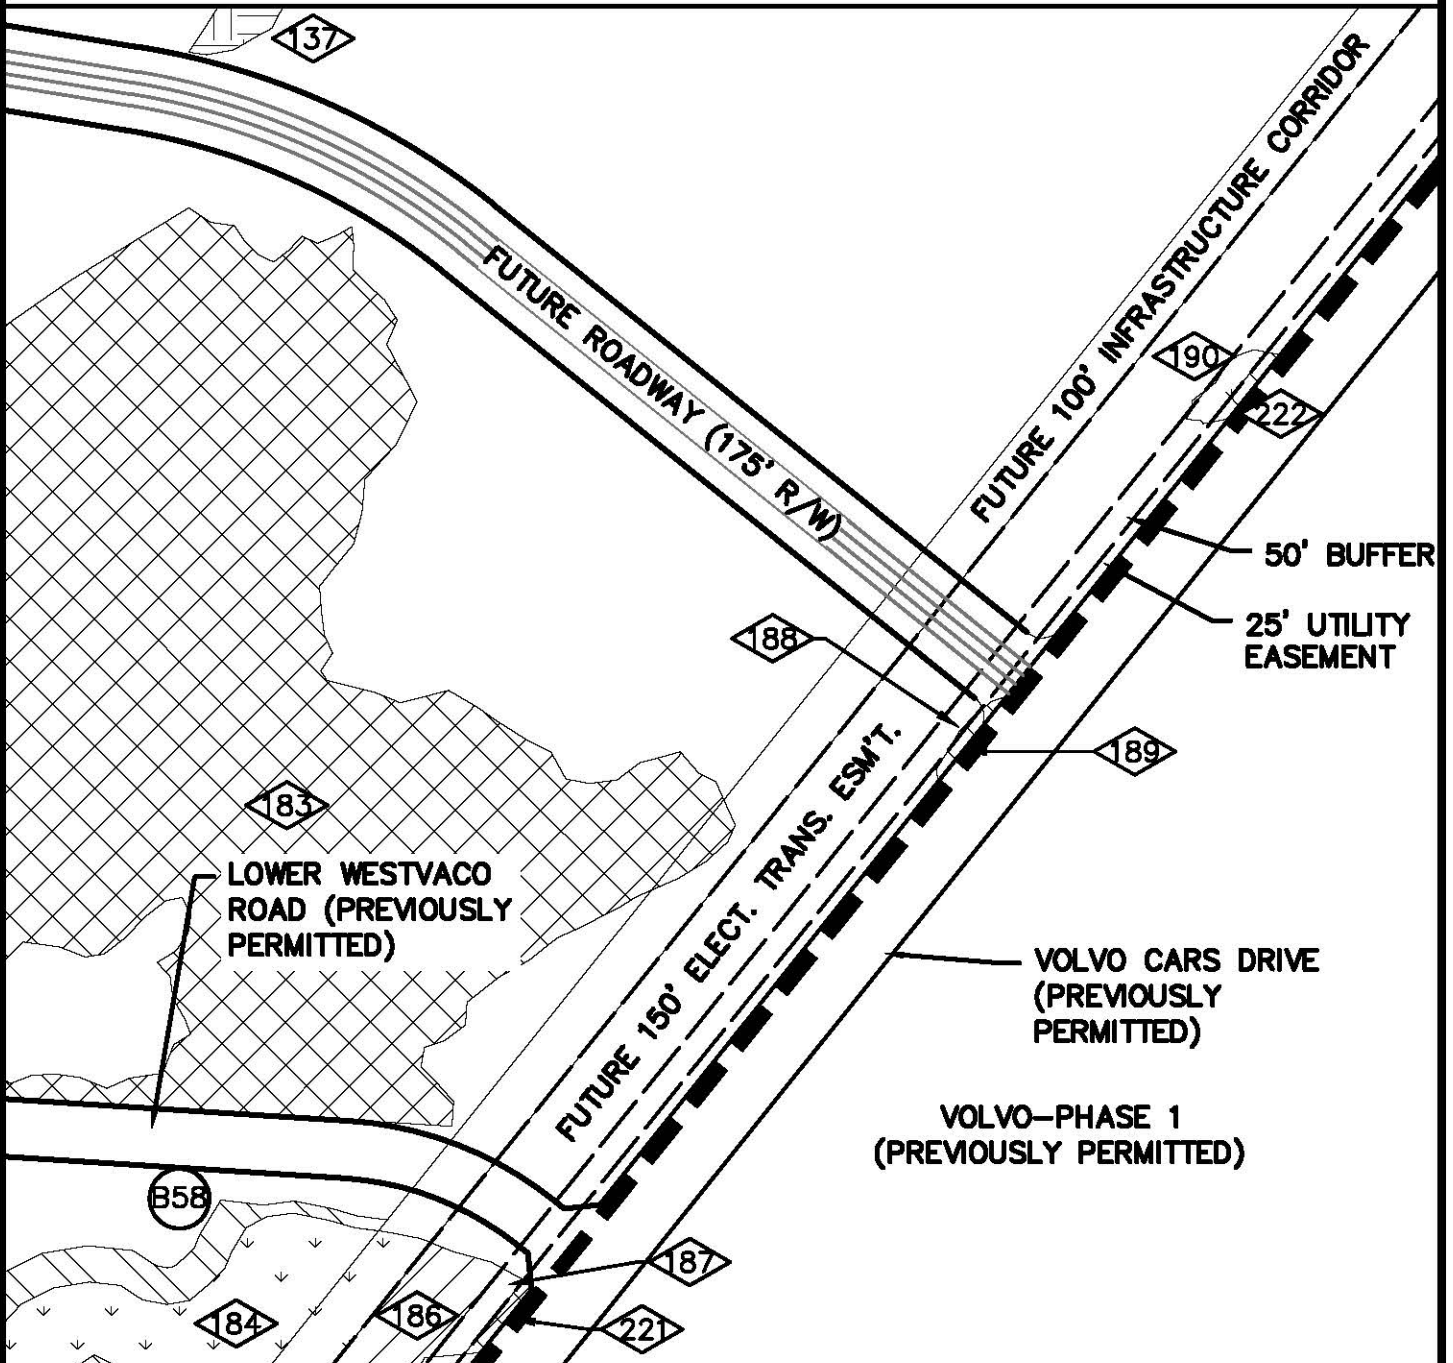 137
FUTURE ROADWAY (175' R/W)
FUTURE 100' INFRASTRUCTURE CORRIDOR
190
222
50' BUFFER
25' UTILITY
EASEMENT
188
189
183
LOWER WESTVACO
ROAD (PREVIOUSLY
PERMITTED)
FUTURE 150' ELECT. TRANS. ESM'T.
VOLVO CARS DRIVE
(PREVIOUSLY
PERMITTED)
VOLVO-PHASE 1
(PREVIOUSLY PERMITTED)
B58
187
184
186
221